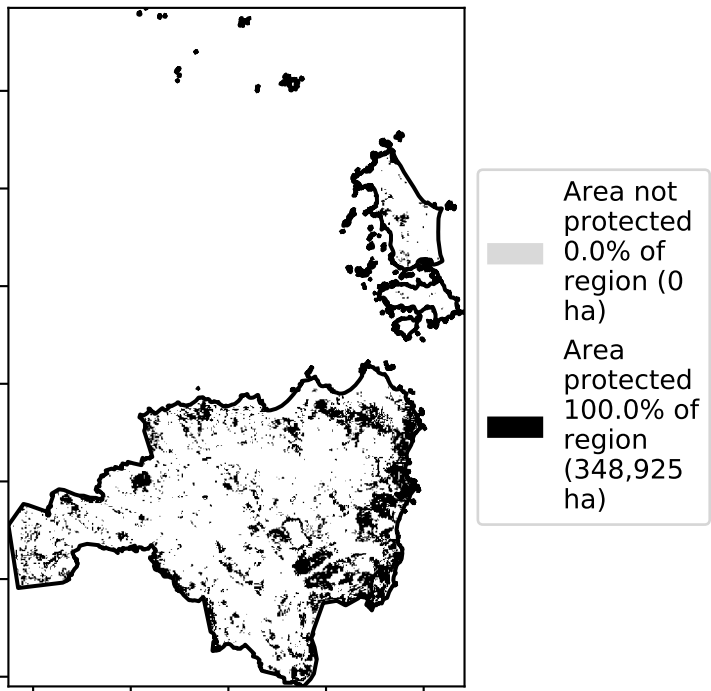 Area not
protected
0.0% of
region (0
ha)
Area
protected
100.0% of
region
(348,925
ha)